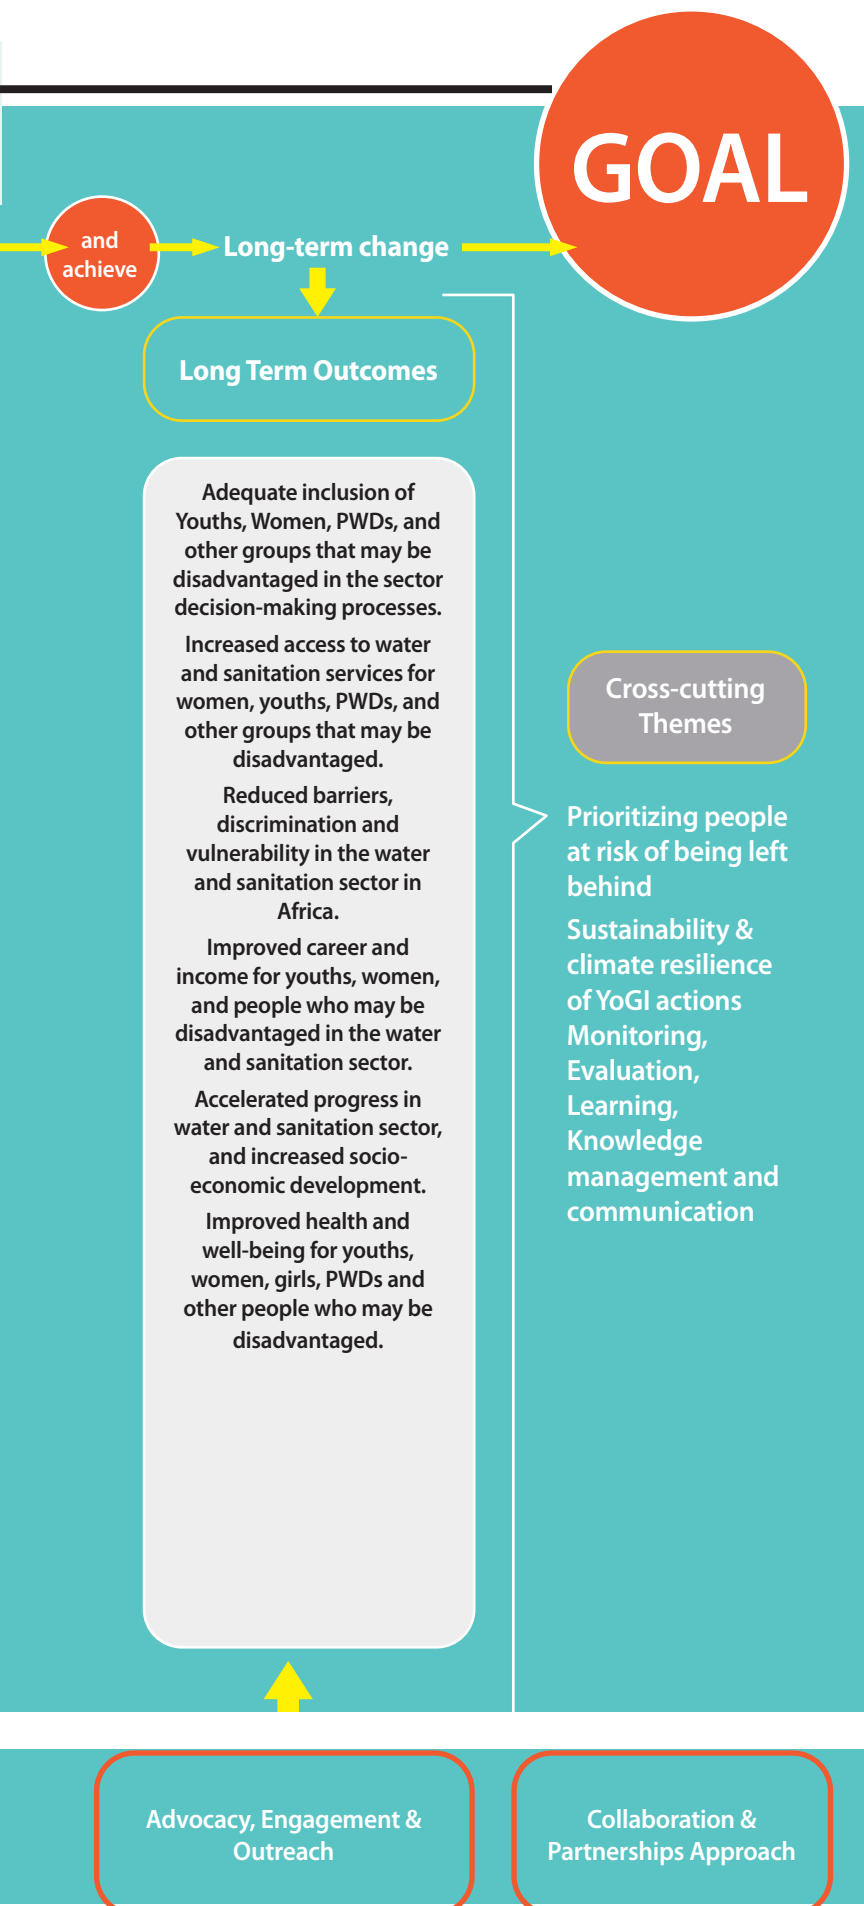 GOAL
and
achieve
Long-term change
Long Term Outcomes
Adequate inclusion of
Youths, Women, PWDs, and
other groups that may be
disadvantaged in the sector
decision-making processes.
Increased access to water
and sanitation services for
women, youths, PWDs, and
other groups that may be
disadvantaged.
Reduced barriers,
discrimination and
vulnerability in the water
and sanitation sector in
Africa.
Improved career and
income for youths, women,
and people who may be
disadvantaged in the water
and sanitation sector.
Accelerated progress in
water and sanitation sector,
and increased socio-
economic development.
Improved health and
well-being for youths,
women, girls, PWDs and
other people who may be
disadvantaged.
Cross-cutting
Themes
Prioritizing people
at risk of being left
behind
Sustainability &
climate resilience
of YoGI actions
Monitoring,
Evaluation,
Learning,
Knowledge
management and
communication
Advocacy, Engagement &
Outreach
Collaboration &
Partnerships Approach